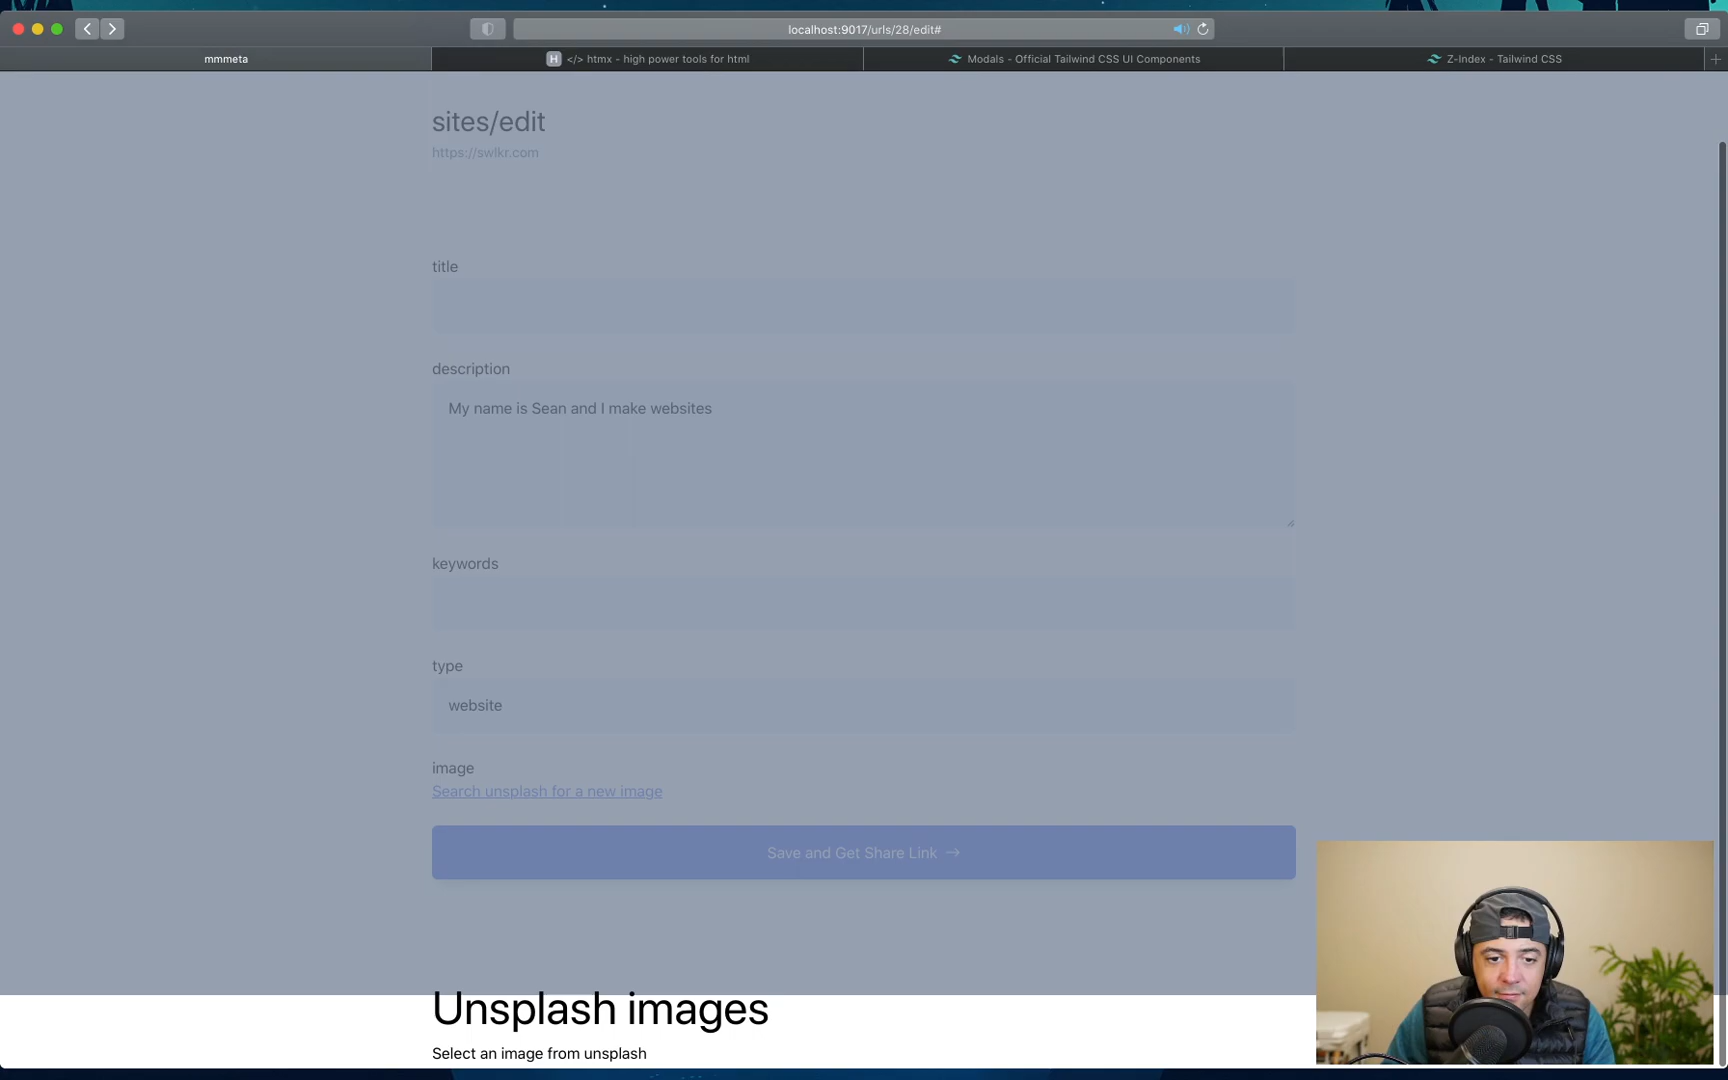 localhost:9017/urls/28/edit#
mmmeta
H </> htmx - high power tools for html
Modals - Official Tailwind CSS UI Components
Z-Index - Tailwind CSS
sites/edit
https://swlkr.com
title
description
My name is Sean and I make websites
keywords
type
website
image
Search unsplash for a new image
Save and Get Share Link →
Unsplash images
Select an image from unsplash